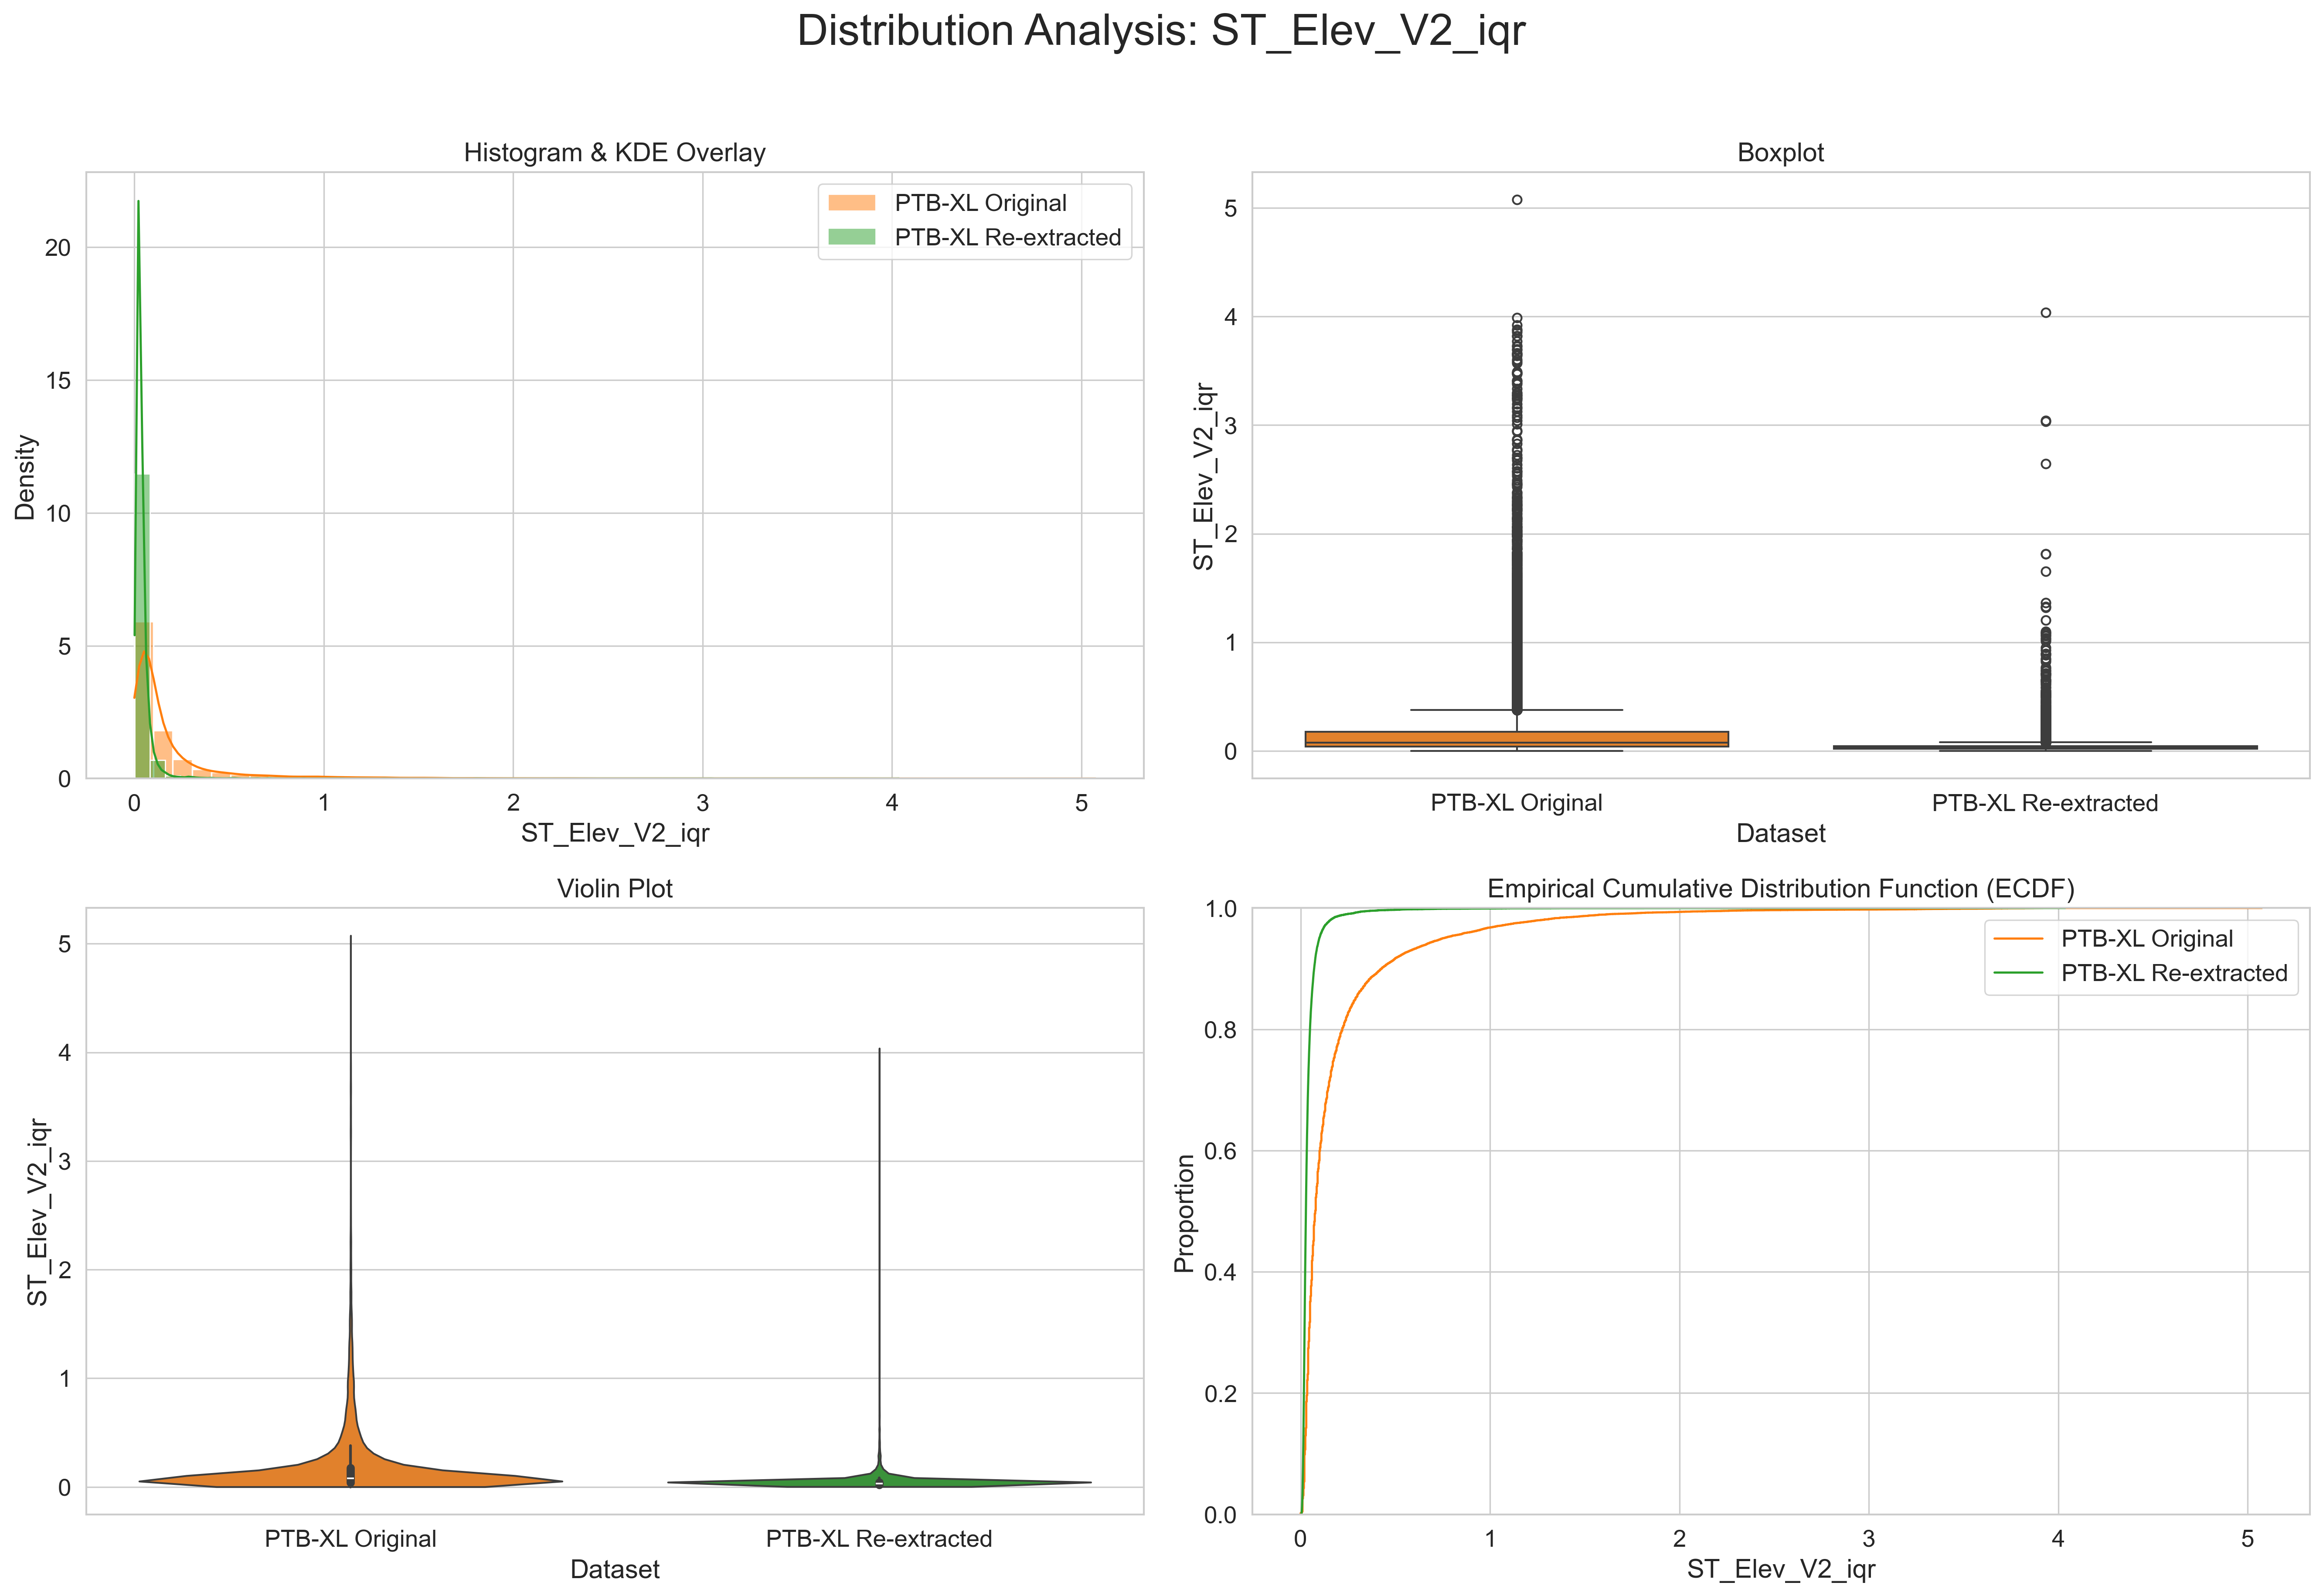 Distribution Analysis: ST_Elev_V2_iqr
Histogram & KDE Overlay
PTB-XL Original
PTB-XL Re-extracted
Density
20
15
10
5
0
0 1 2 3 4 5
ST_Elev_V2_iqr
Boxplot
ST_Elev_V2_iqr
5
4
3
2
1
0
PTB-XL Original PTB-XL Re-extracted
Dataset
Violin Plot
ST_Elev_V2_iqr
5
4
3
2
1
0
PTB-XL Original PTB-XL Re-extracted
Dataset
Empirical Cumulative Distribution Function (ECDF)
PTB-XL Original
PTB-XL Re-extracted
Proportion
1.0
0.8
0.6
0.4
0.2
0.0
0 1 2 3 4 5
ST_Elev_V2_iqr